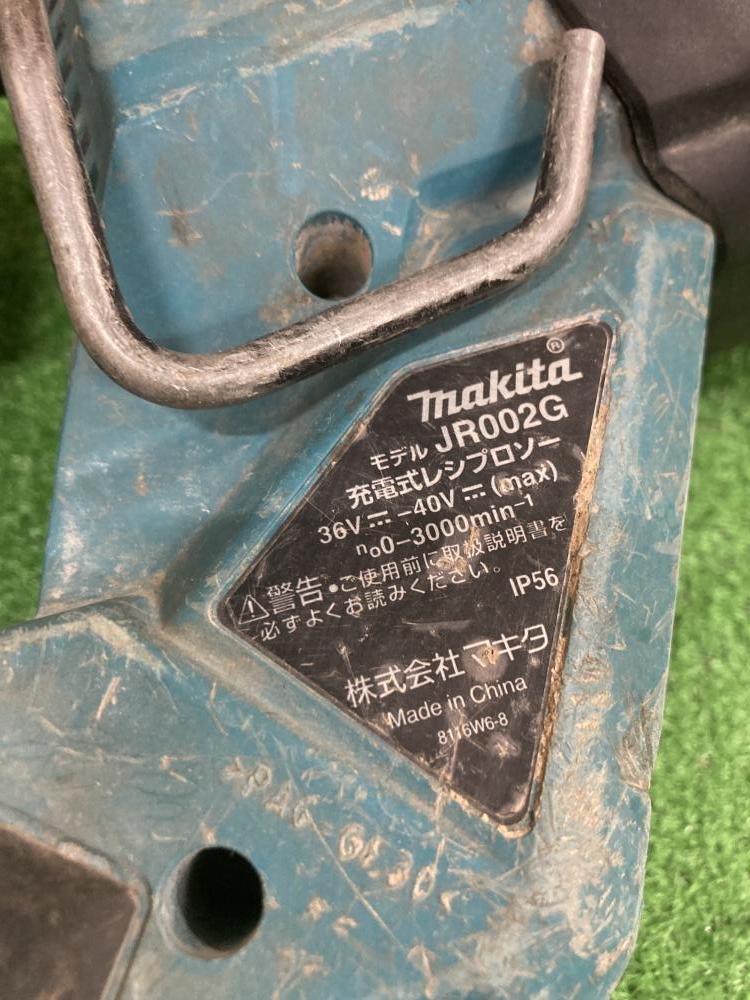 makita®
モデル JR002G
充電式レシプロソー
36V⎓-40V⎓(max)
n₀0-3000min⁻¹
⚠警告・ご使用前に取扱説明書を
必ずよくお読みください。
IP56
株式会社マキタ
Made in China
8116W6-8